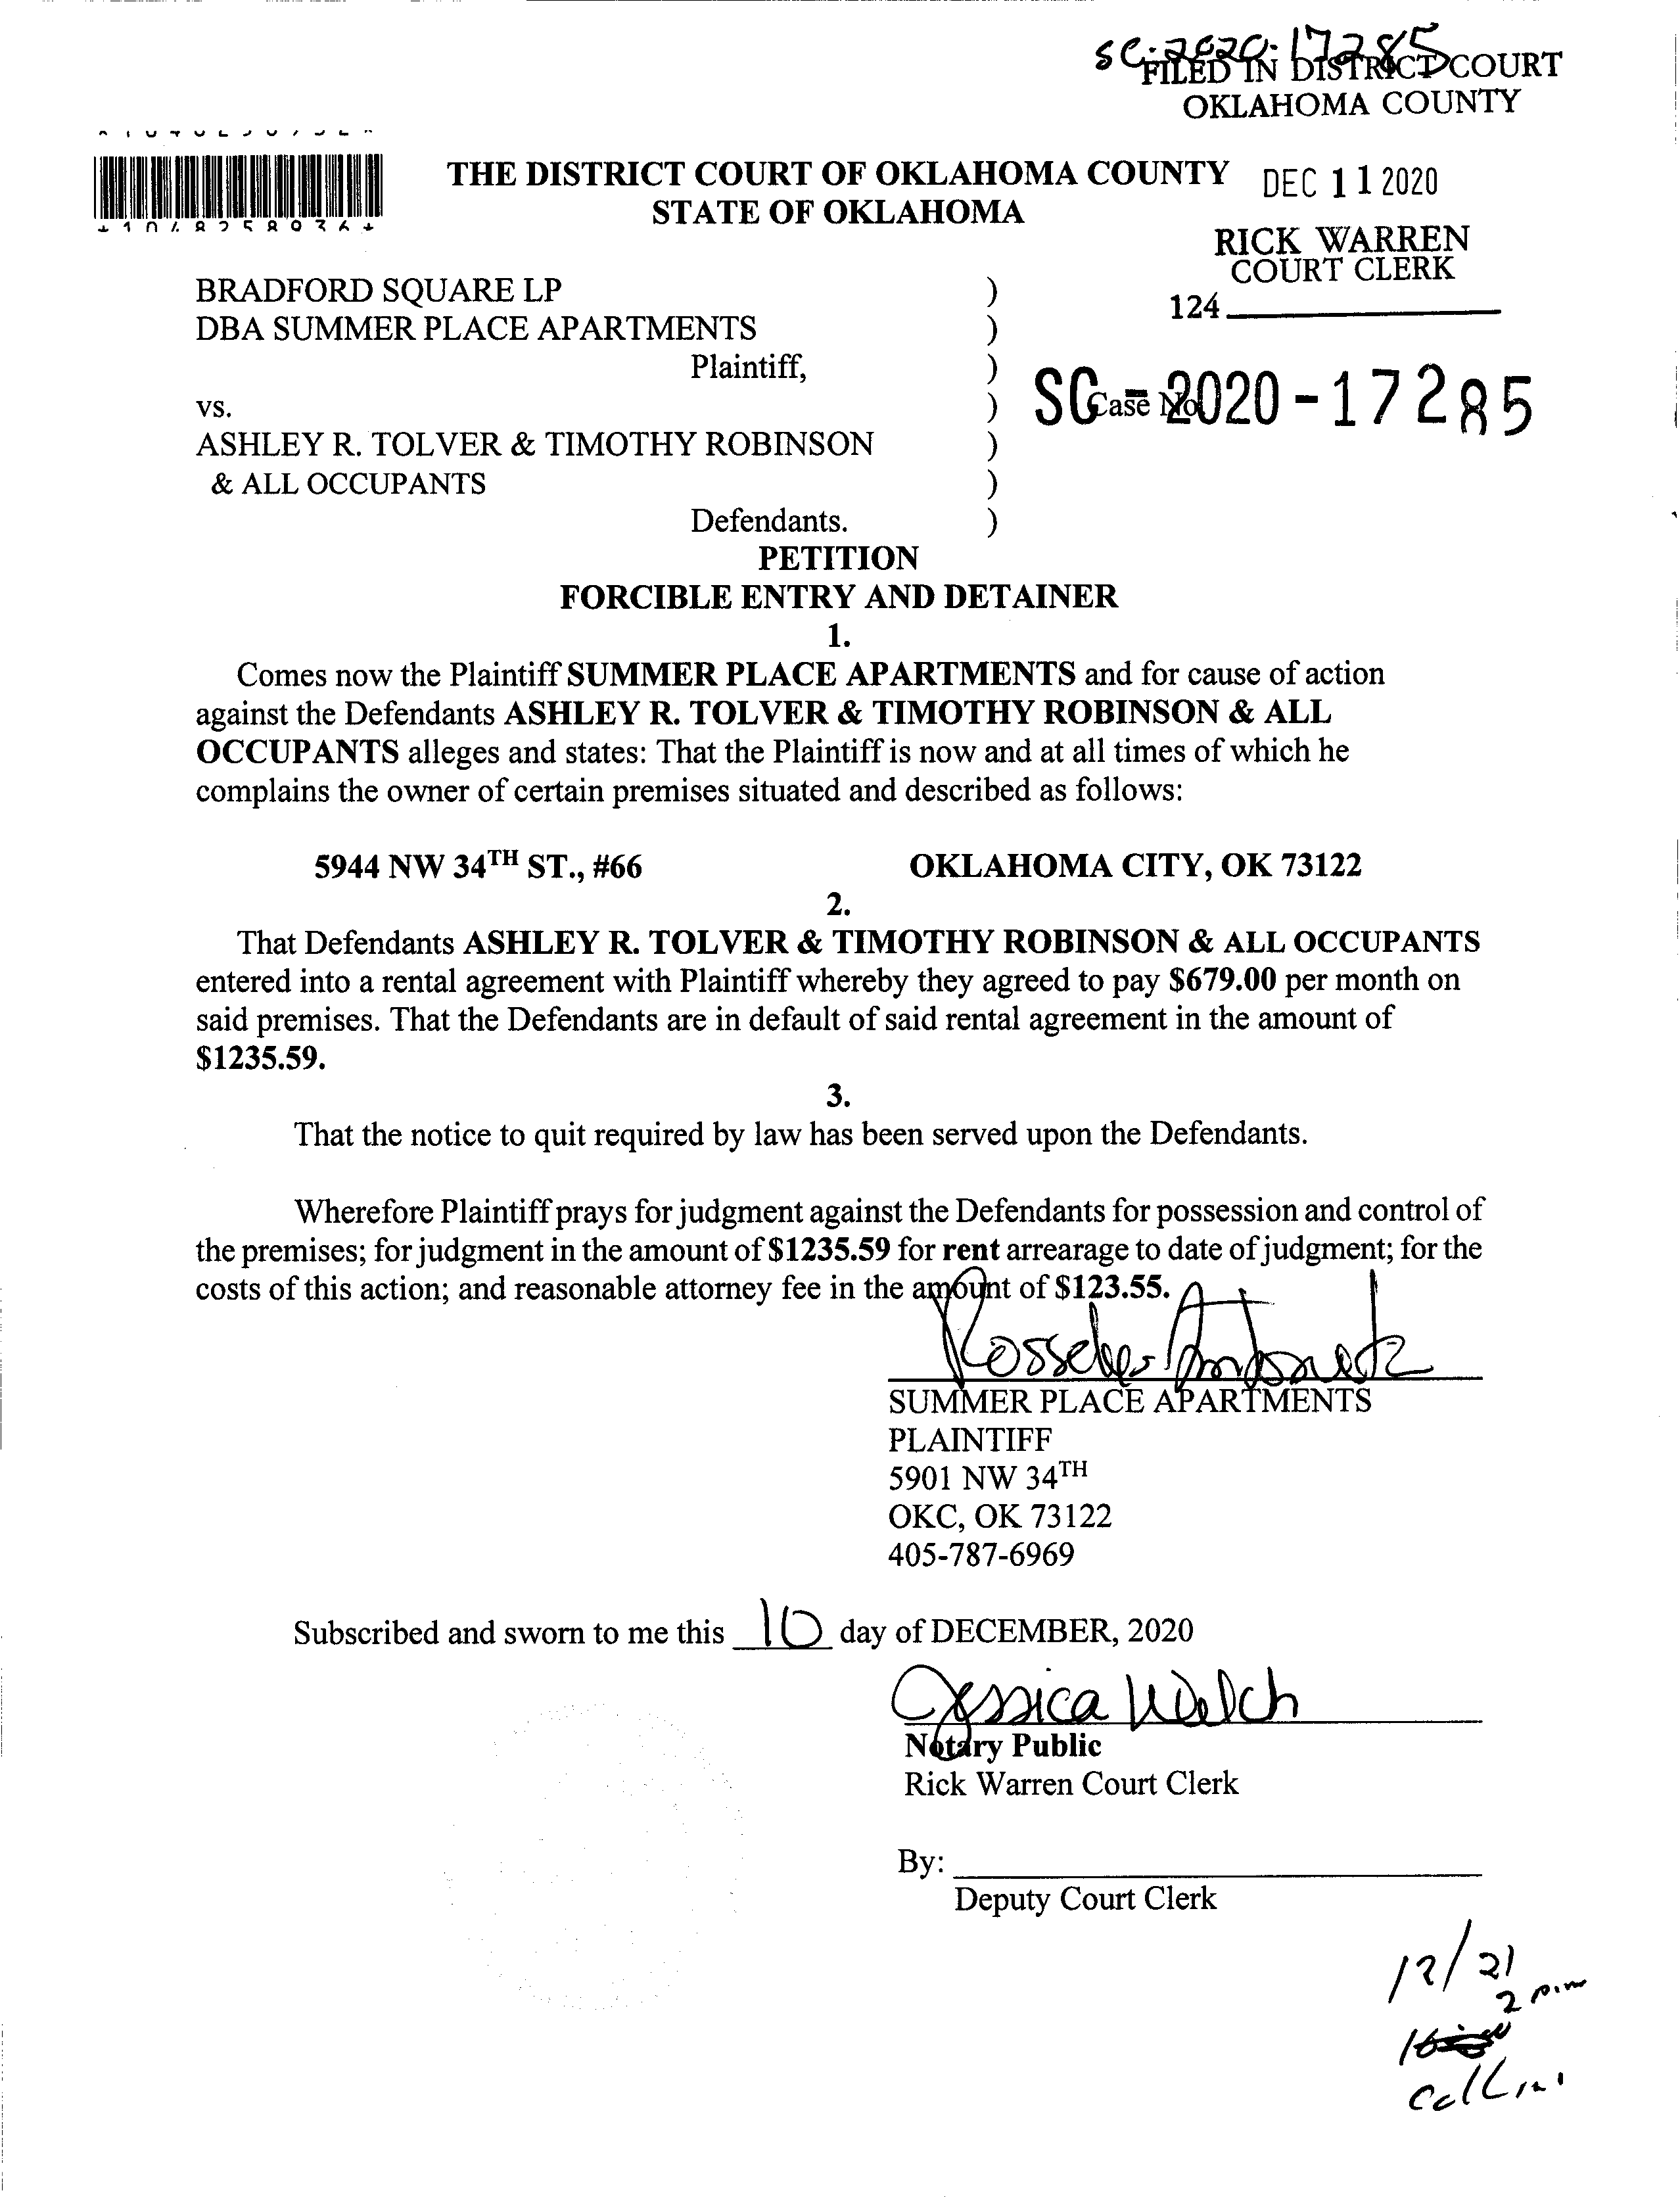 SC-2020-17285
FILED IN DISTRICT COURT
OKLAHOMA COUNTY
THE DISTRICT COURT OF OKLAHOMA COUNTY
STATE OF OKLAHOMA
DEC 11 2020
RICK WARREN
COURT CLERK
124
BRADFORD SQUARE LP )
DBA SUMMER PLACE APARTMENTS )
Plaintiff, )
vs. ) Case No. SC-2020-17285
ASHLEY R. TOLVER & TIMOTHY ROBINSON )
& ALL OCCUPANTS )
Defendants. )
PETITION
FORCIBLE ENTRY AND DETAINER
1.
Comes now the Plaintiff SUMMER PLACE APARTMENTS and for cause of action
against the Defendants ASHLEY R. TOLVER & TIMOTHY ROBINSON & ALL
OCCUPANTS alleges and states: That the Plaintiff is now and at all times of which he
complains the owner of certain premises situated and described as follows:
5944 NW 34TH ST., #66 OKLAHOMA CITY, OK 73122
2.
That Defendants ASHLEY R. TOLVER & TIMOTHY ROBINSON & ALL OCCUPANTS
entered into a rental agreement with Plaintiff whereby they agreed to pay $679.00 per month on
said premises. That the Defendants are in default of said rental agreement in the amount of
$1235.59.
3.
That the notice to quit required by law has been served upon the Defendants.
Wherefore Plaintiff prays for judgment against the Defendants for possession and control of
the premises; for judgment in the amount of $1235.59 for rent arrearage to date of judgment; for the
costs of this action; and reasonable attorney fee in the amount of $123.55.
SUMMER PLACE APARTMENTS
PLAINTIFF
5901 NW 34TH
OKC, OK 73122
405-787-6969
Subscribed and sworn to me this 10 day of DECEMBER, 2020
Jessica Welch
Notary Public
Rick Warren Court Clerk
By:
Deputy Court Clerk
12/21
2 p.m